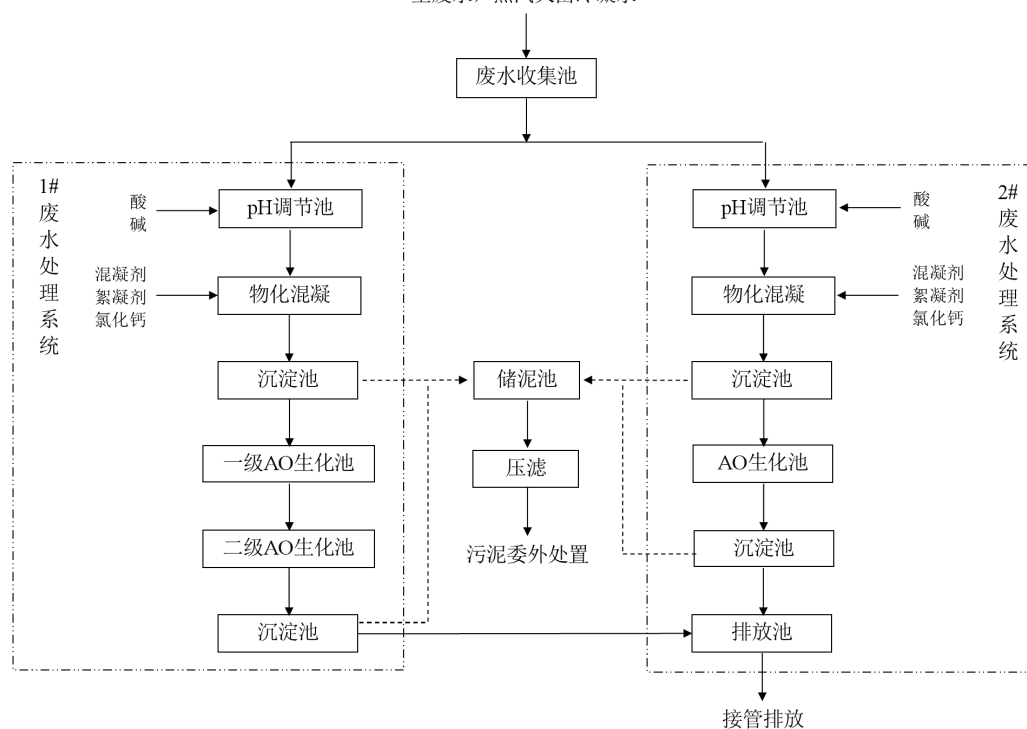 废水收集池
1#废水处理系统
酸
碱
pH调节池
混凝剂
絮凝剂
氯化钙
物化混凝
沉淀池
一级AO生化池
二级AO生化池
沉淀池
储泥池
压滤
污泥委外处置
2#废水处理系统
pH调节池
酸
碱
物化混凝
混凝剂
絮凝剂
氯化钙
沉淀池
AO生化池
沉淀池
排放池
接管排放